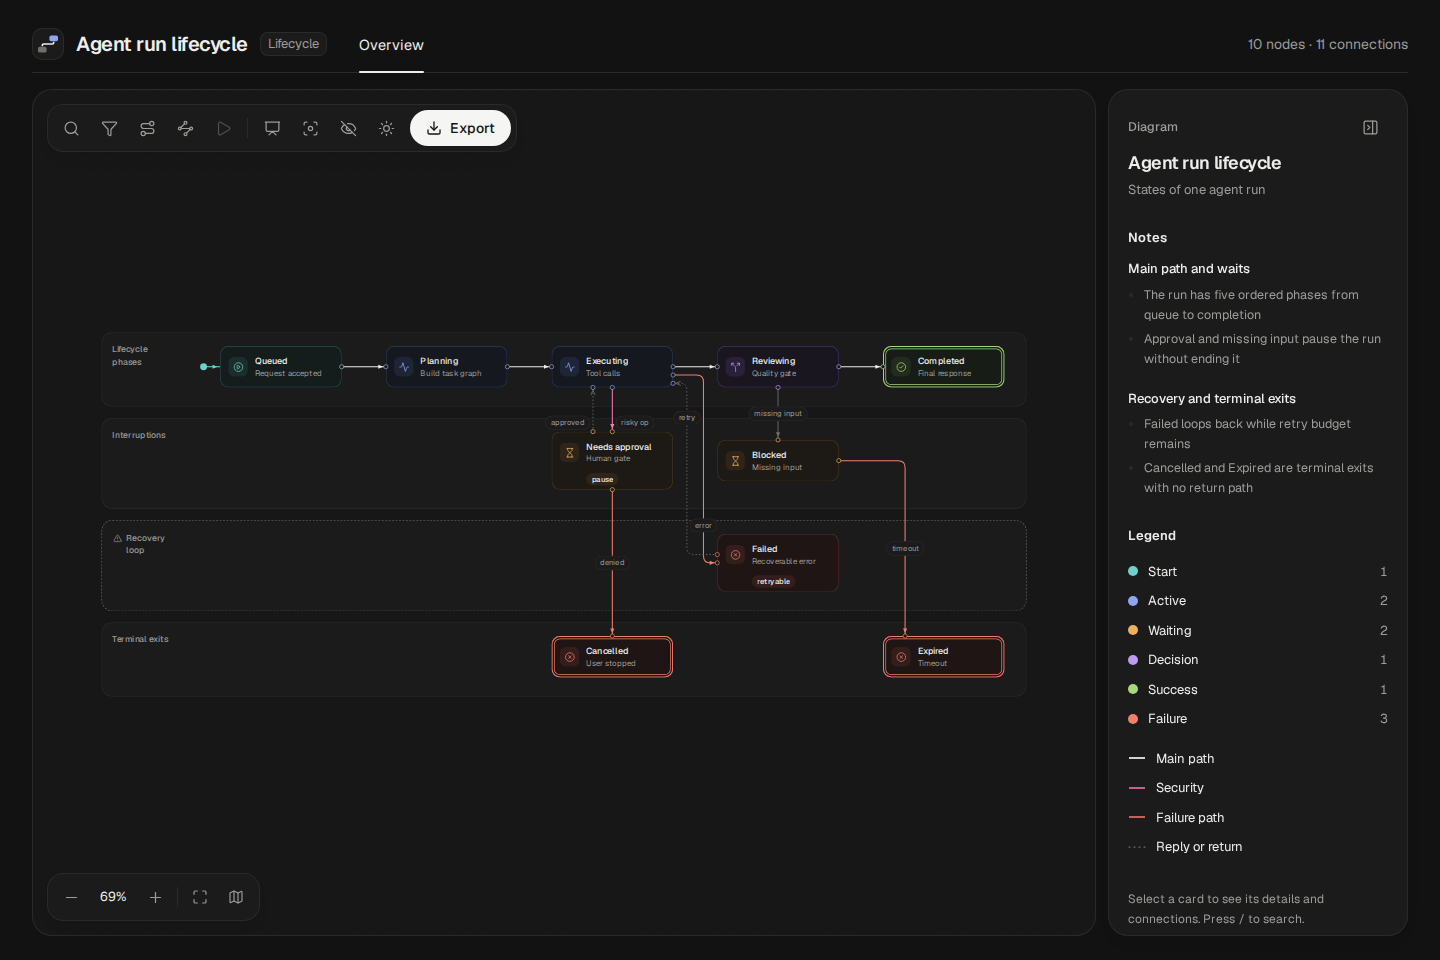 Agent run lifecycle
Lifecycle
Overview
10 nodes · 11 connections
Export
Lifecycle
phases
Queued
Request accepted
Planning
Build task graph
Executing
Tool calls
Reviewing
Quality gate
Completed
Final response
approved
risky op
retry
missing input
Interruptions
Needs approval
Human gate
pause
Blocked
Missing input
Recovery
loop
error
denied
Failed
Recoverable error
retryable
timeout
Terminal exits
Cancelled
User stopped
Expired
Timeout
69%
Diagram
Agent run lifecycle
States of one agent run
Notes
Main path and waits
The run has five ordered phases from
queue to completion
Approval and missing input pause the run
without ending it
Recovery and terminal exits
Failed loops back while retry budget
remains
Cancelled and Expired are terminal exits
with no return path
Legend
Start 1
Active 2
Waiting 2
Decision 1
Success 1
Failure 3
Main path
Security
Failure path
Reply or return
Select a card to see its details and
connections. Press / to search.